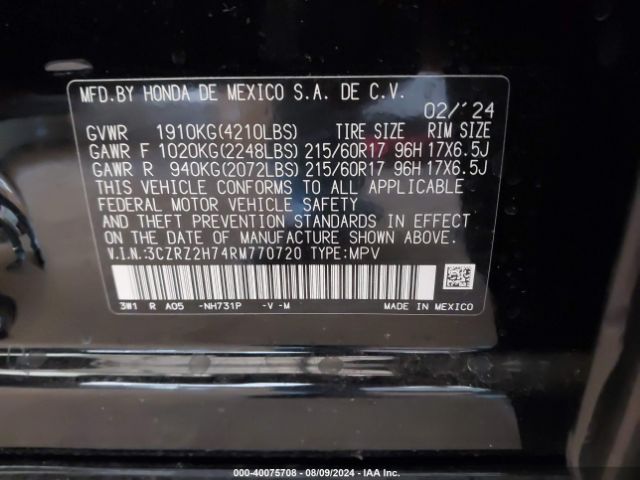 MFD.BY HONDA DE MEXICO S.A. DE C.V.
02/'24
GVWR 1910KG(4210LBS) TIRE SIZE RIM SIZE
GAWR F 1020KG(2248LBS) 215/60R17 96H 17X6.5J
GAWR R 940KG(2072LBS) 215/60R17 96H 17X6.5J
THIS VEHICLE CONFORMS TO ALL APPLICABLE
FEDERAL MOTOR VEHICLE SAFETY
AND THEFT PREVENTION STANDARDS IN EFFECT
ON THE DATE OF MANUFACTURE SHOWN ABOVE.
V.I.N:3CZRZ2H74RM770720 TYPE:MPV
3W1 R A05 -NH731P -V -M
MADE IN MEXICO
000-40075708 - 08/09/2024 - IAA